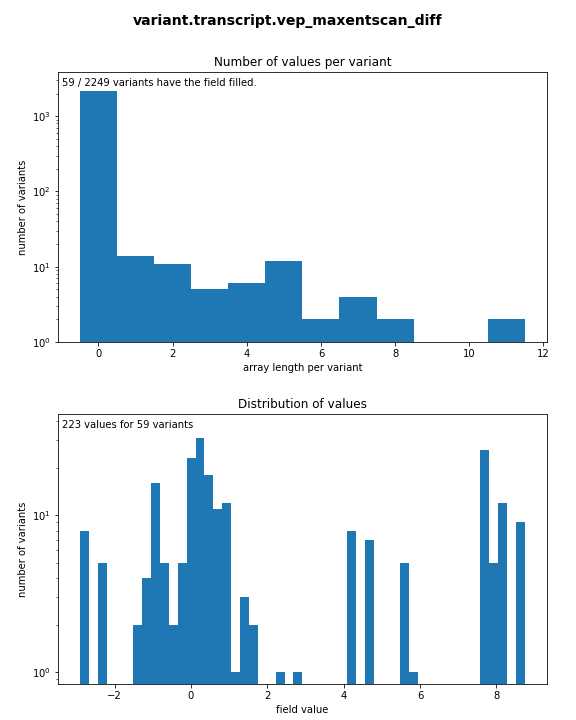 variant.transcript.vep_maxentscan_diff
Number of values per variant
59 / 2249 variants have the field filled.
number of variants
10³
10²
10¹
10⁰
0 2 4 6 8 10 12
array length per variant
Distribution of values
223 values for 59 variants
number of variants
10¹
10⁰
−2 0 2 4 6 8
field value